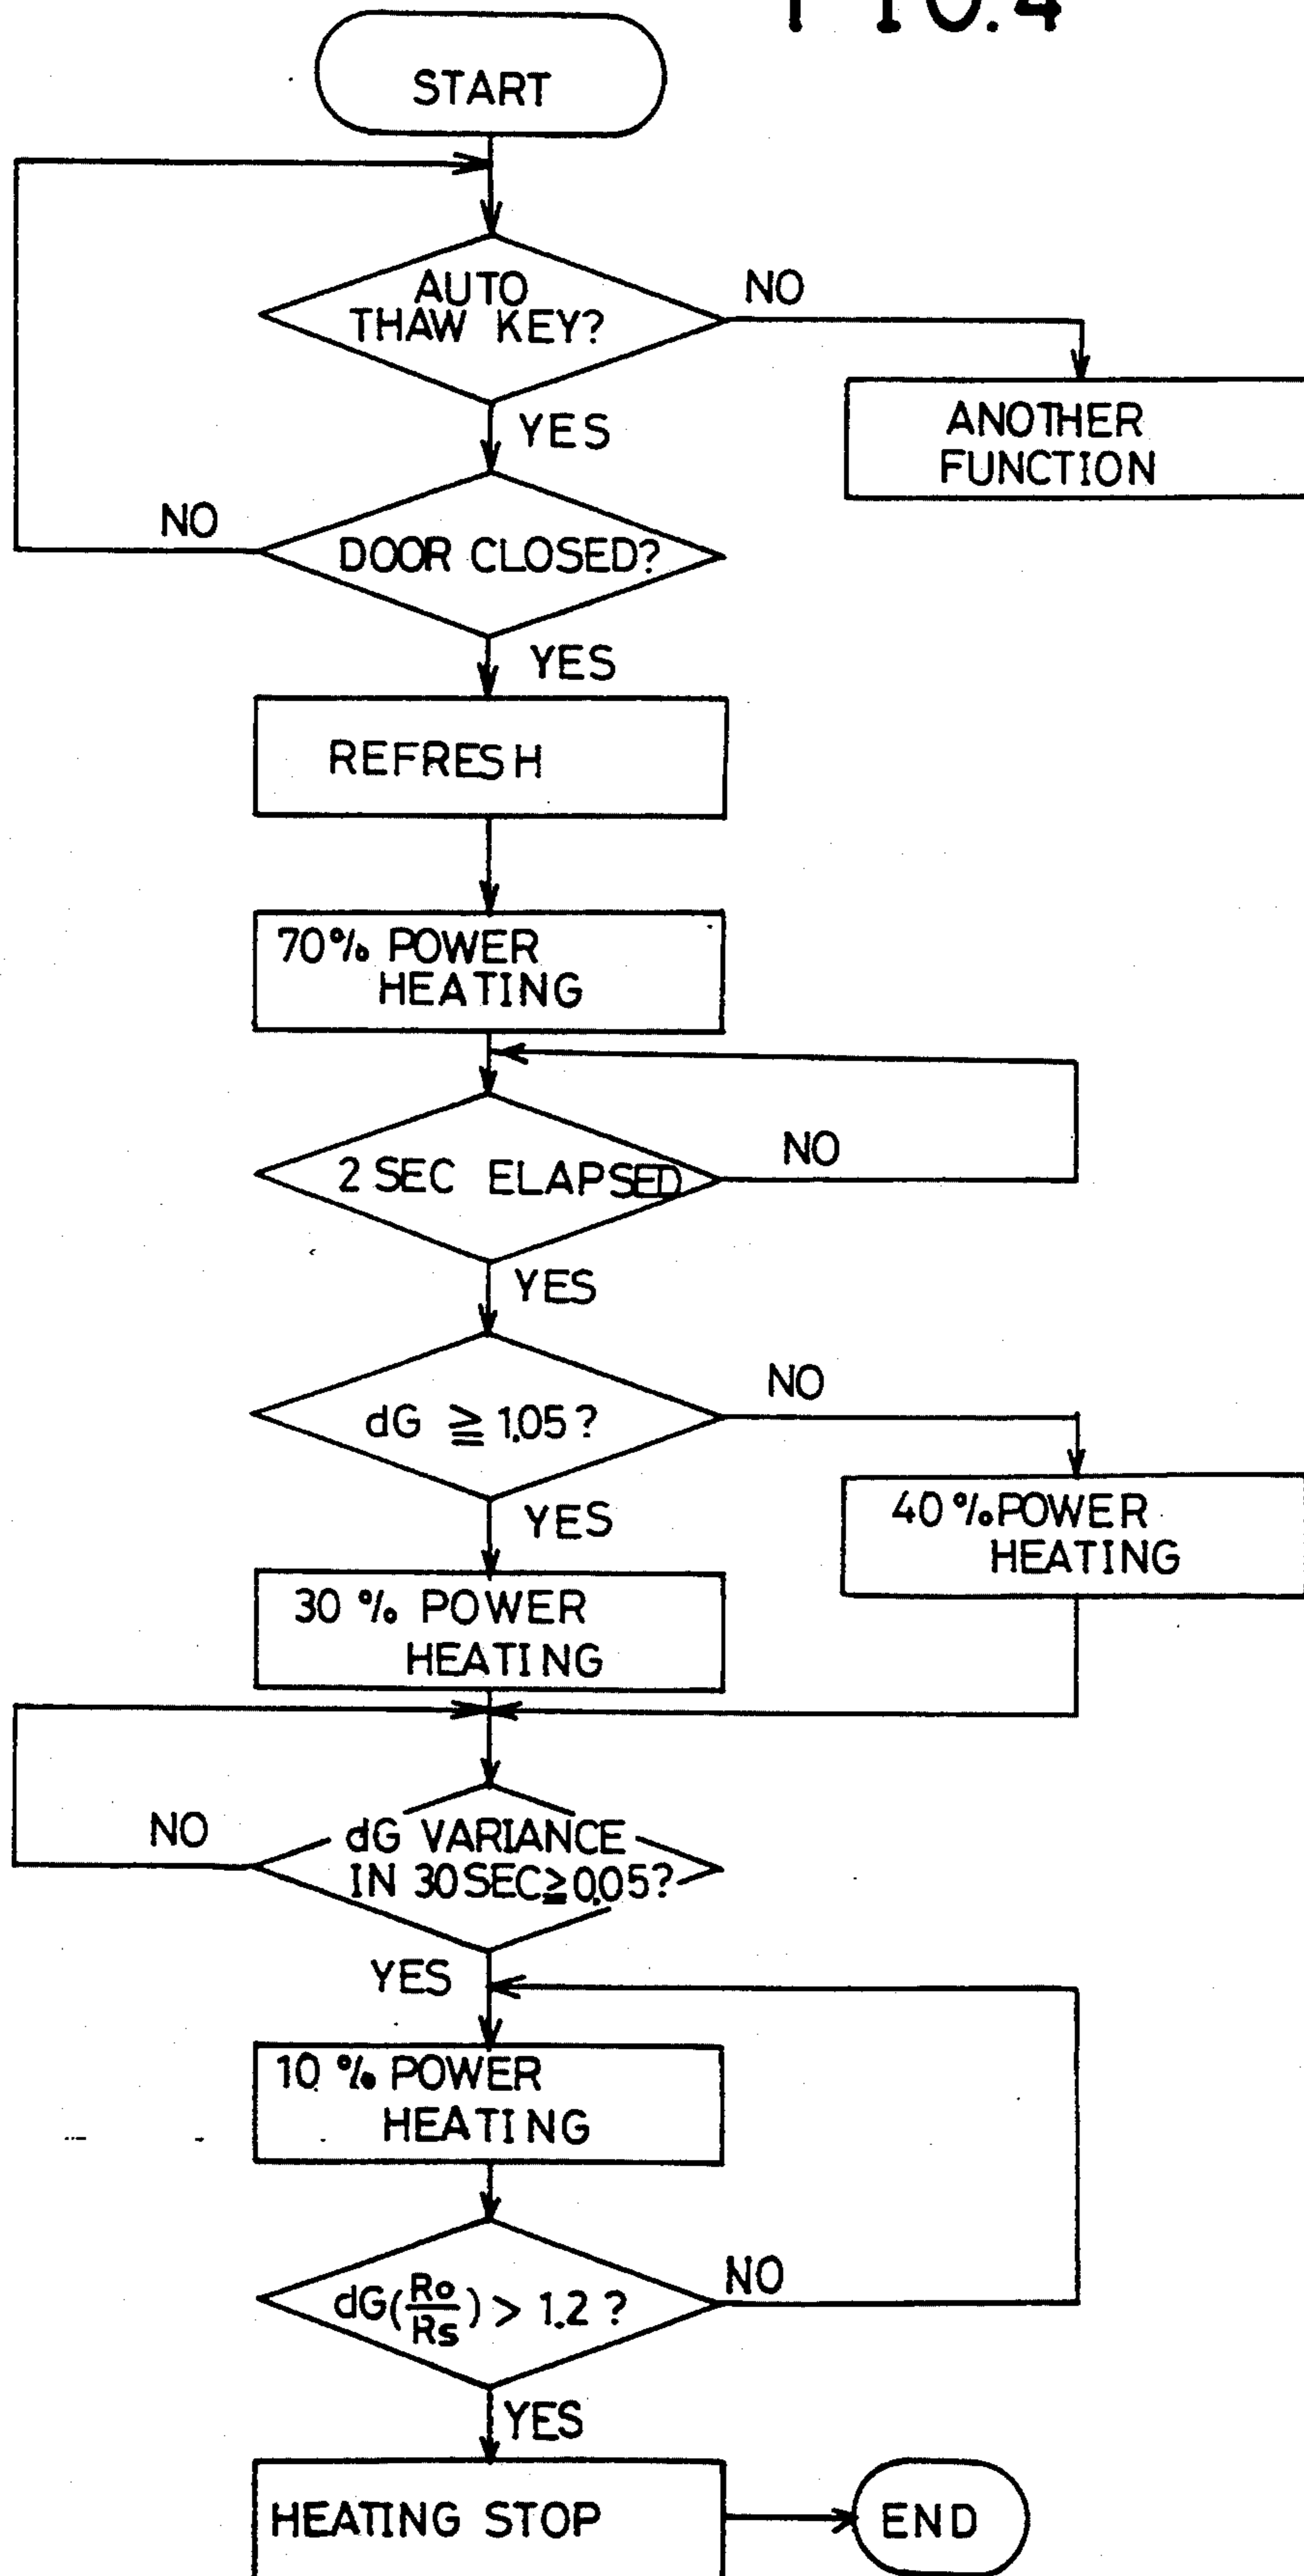 FIG.4
START
AUTO
THAW KEY?
NO
ANOTHER
FUNCTION
YES
NO
DOOR CLOSED?
YES
REFRESH
70% POWER
HEATING
2 SEC ELAPSED
NO
YES
dG ≧ 1.05?
NO
40% POWER
HEATING
YES
30% POWER
HEATING
NO
dG VARIANCE
IN 30SEC≧0.05?
YES
10% POWER
HEATING
dG(Ro/Rs) > 1.2?
NO
YES
HEATING STOP
END